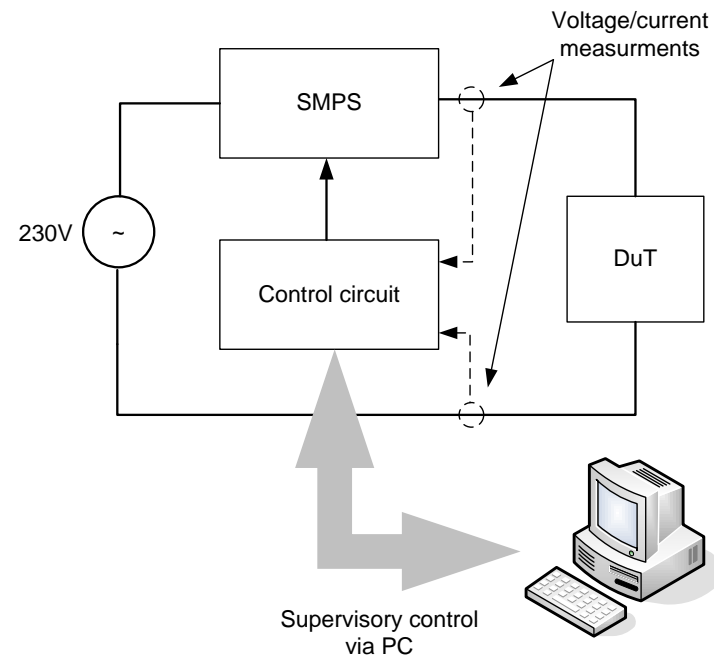 Voltage/current
measurments
SMPS
230V
~
DuT
Control circuit
Supervisory control
via PC